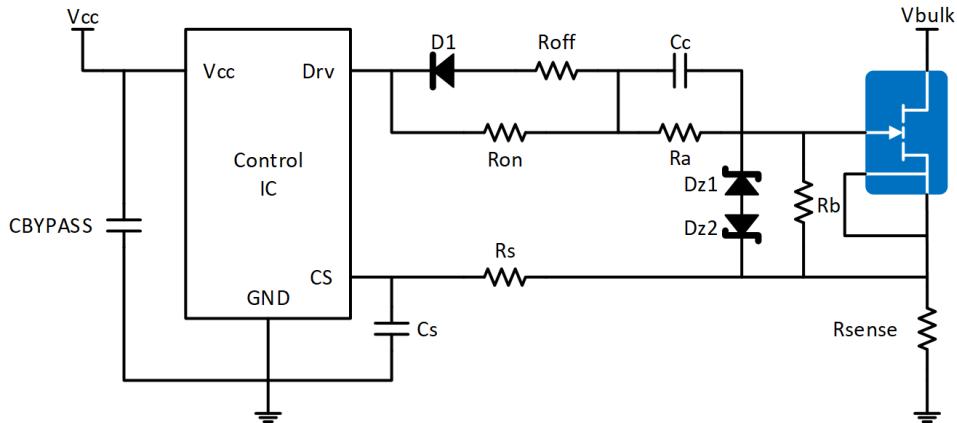 Vcc
Vbulk
D1
Roff
Cc
Vcc
Drv
Ron
Ra
Control
IC
Dz1
Dz2
Rb
CBYPASS
Rs
CS
GND
Cs
Rsense